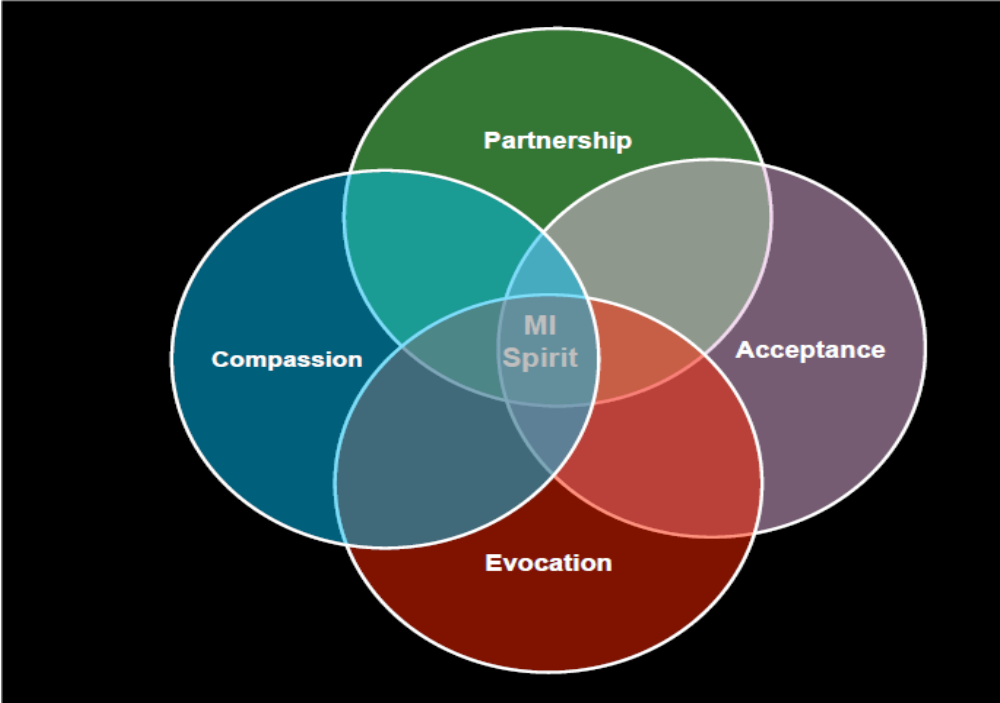 Partnership
MI
Spirit
Compassion
Acceptance
Evocation